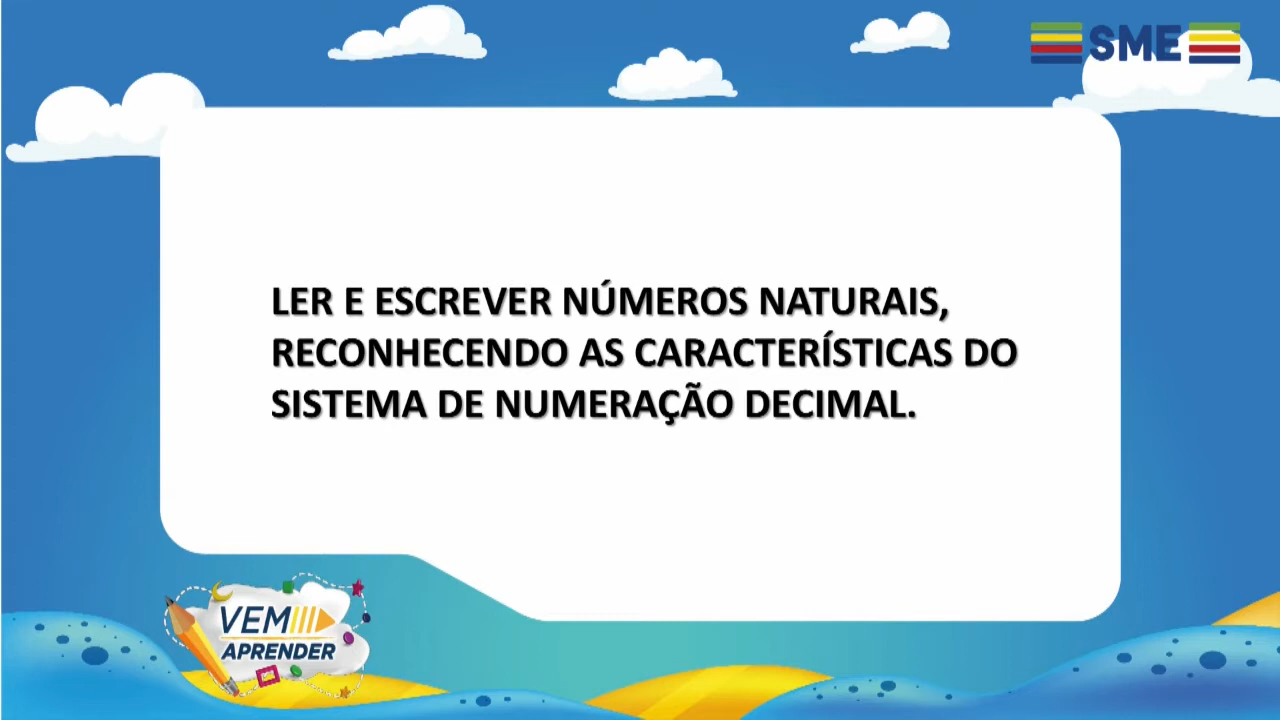 SME
LER E ESCREVER NÚMEROS NATURAIS,
RECONHECENDO AS CARACTERÍSTICAS DO
SISTEMA DE NUMERAÇÃO DECIMAL.
VEM
APRENDER